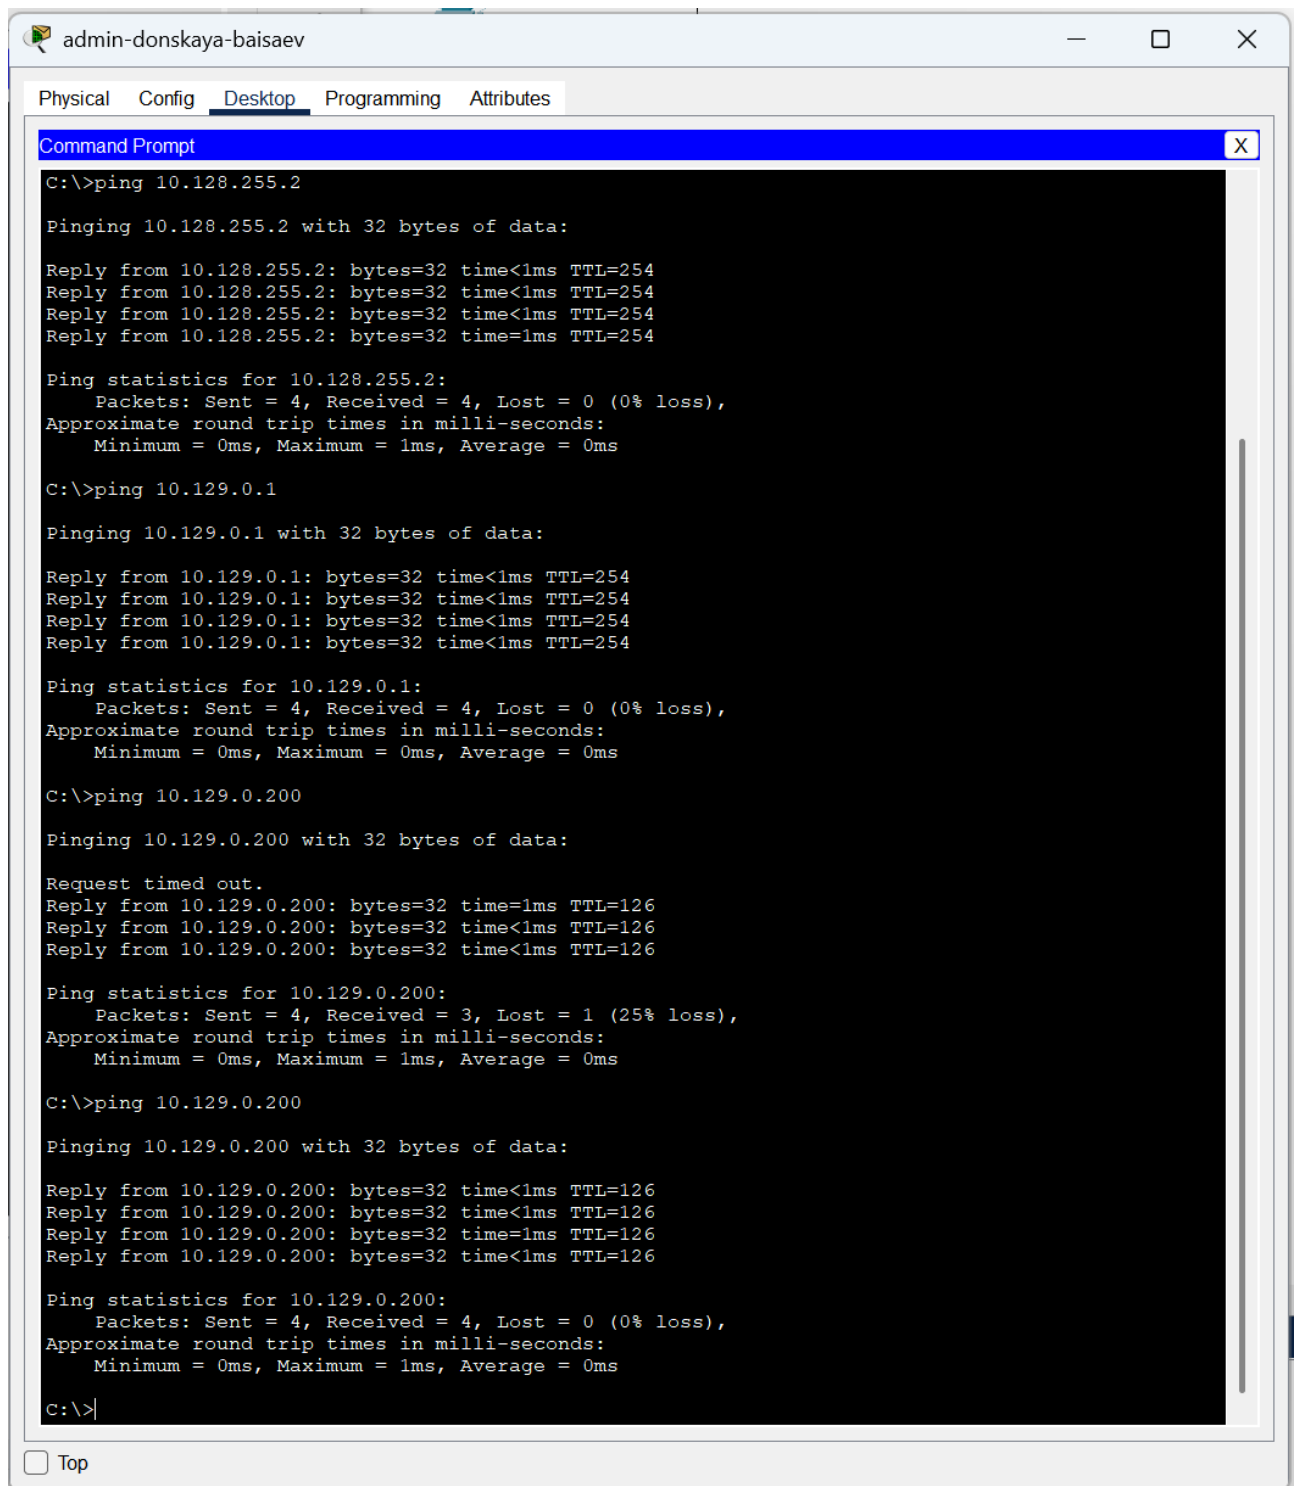 admin-donskaya-baisaev
Physical Config Desktop Programming Attributes
Command Prompt X
C:\>ping 10.128.255.2
Pinging 10.128.255.2 with 32 bytes of data:
Reply from 10.128.255.2: bytes=32 time<1ms TTL=254
Reply from 10.128.255.2: bytes=32 time<1ms TTL=254
Reply from 10.128.255.2: bytes=32 time<1ms TTL=254
Reply from 10.128.255.2: bytes=32 time=1ms TTL=254
Ping statistics for 10.128.255.2:
Packets: Sent = 4, Received = 4, Lost = 0 (0% loss),
Approximate round trip times in milli-seconds:
Minimum = 0ms, Maximum = 1ms, Average = 0ms
C:\>ping 10.129.0.1
Pinging 10.129.0.1 with 32 bytes of data:
Reply from 10.129.0.1: bytes=32 time<1ms TTL=254
Reply from 10.129.0.1: bytes=32 time<1ms TTL=254
Reply from 10.129.0.1: bytes=32 time<1ms TTL=254
Reply from 10.129.0.1: bytes=32 time<1ms TTL=254
Ping statistics for 10.129.0.1:
Packets: Sent = 4, Received = 4, Lost = 0 (0% loss),
Approximate round trip times in milli-seconds:
Minimum = 0ms, Maximum = 0ms, Average = 0ms
C:\>ping 10.129.0.200
Pinging 10.129.0.200 with 32 bytes of data:
Request timed out.
Reply from 10.129.0.200: bytes=32 time=1ms TTL=126
Reply from 10.129.0.200: bytes=32 time<1ms TTL=126
Reply from 10.129.0.200: bytes=32 time<1ms TTL=126
Ping statistics for 10.129.0.200:
Packets: Sent = 4, Received = 3, Lost = 1 (25% loss),
Approximate round trip times in milli-seconds:
Minimum = 0ms, Maximum = 1ms, Average = 0ms
C:\>ping 10.129.0.200
Pinging 10.129.0.200 with 32 bytes of data:
Reply from 10.129.0.200: bytes=32 time<1ms TTL=126
Reply from 10.129.0.200: bytes=32 time<1ms TTL=126
Reply from 10.129.0.200: bytes=32 time=1ms TTL=126
Reply from 10.129.0.200: bytes=32 time<1ms TTL=126
Ping statistics for 10.129.0.200:
Packets: Sent = 4, Received = 4, Lost = 0 (0% loss),
Approximate round trip times in milli-seconds:
Minimum = 0ms, Maximum = 1ms, Average = 0ms
C:\>
Top